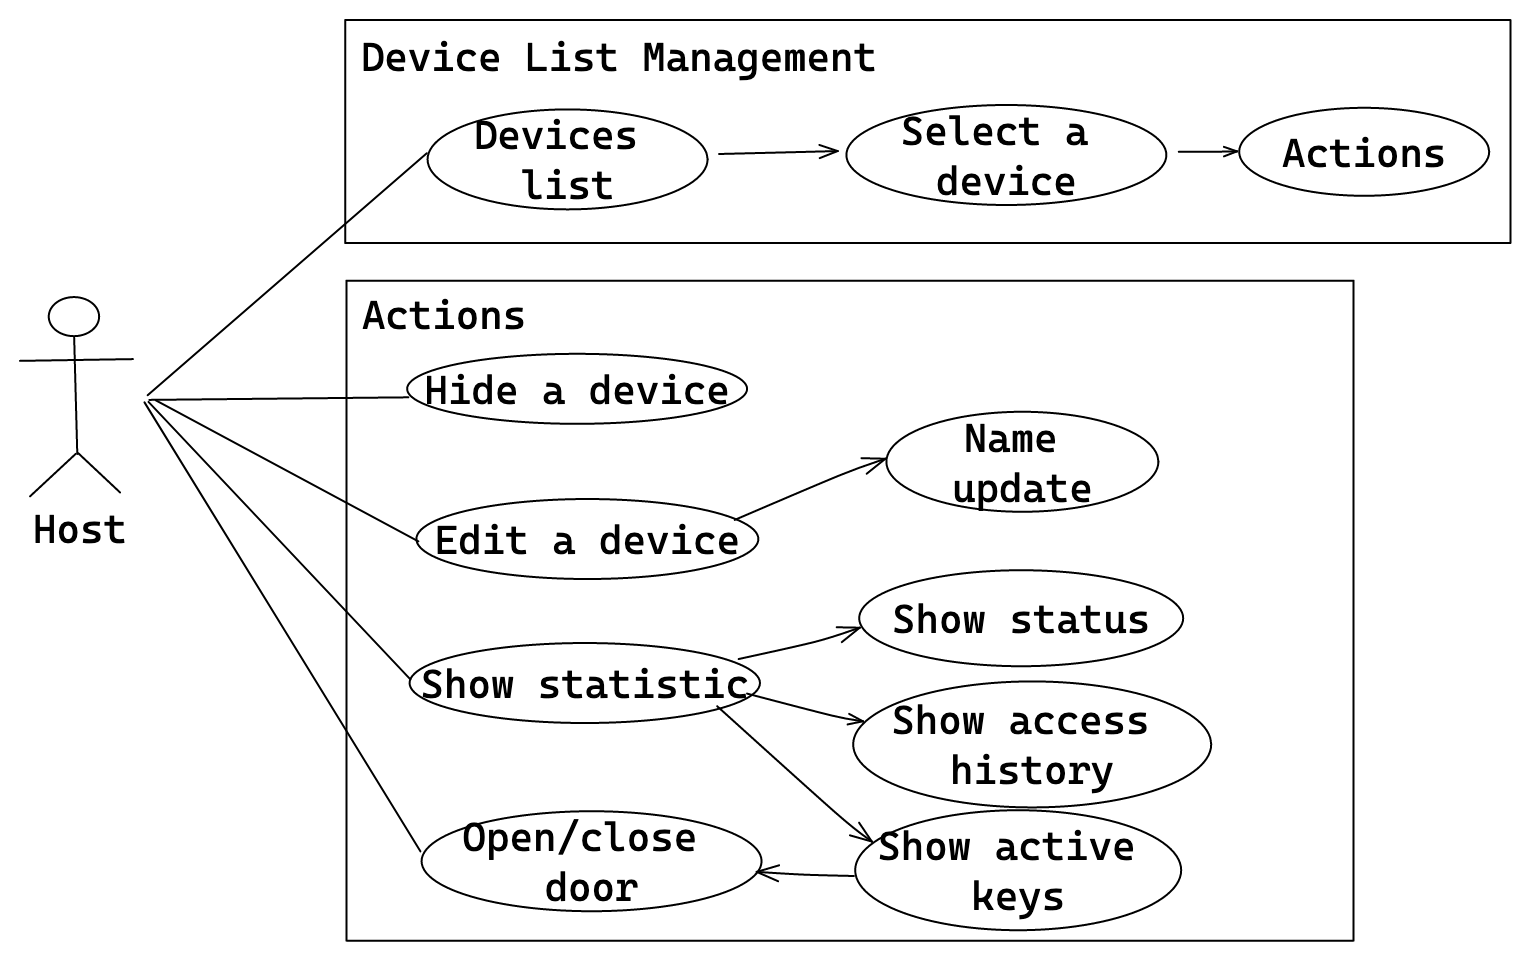 Device List Management
Devices
list
Select a
device
Actions
Actions
Hide a device
Name
update
Host
Edit a device
Show status
Show statistic
Show access
history
Open/close
door
Show active
keys